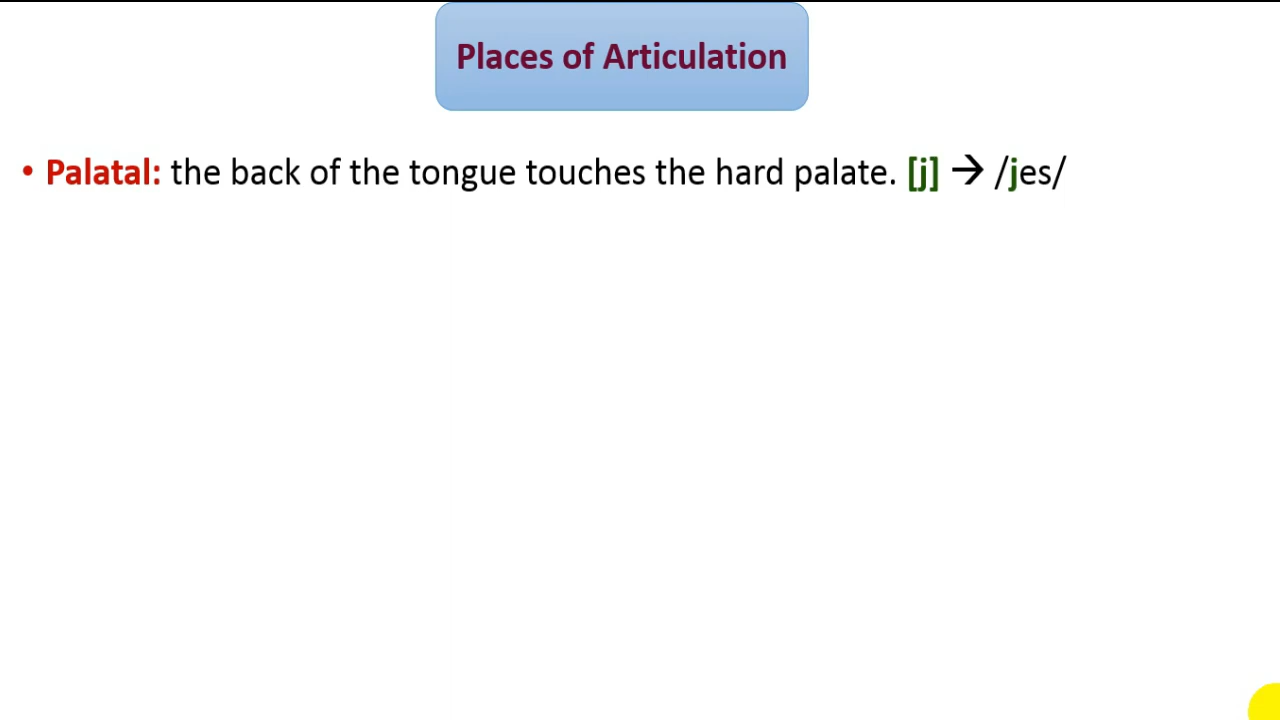 Places of Articulation
• Palatal: the back of the tongue touches the hard palate. [j] → /jes/